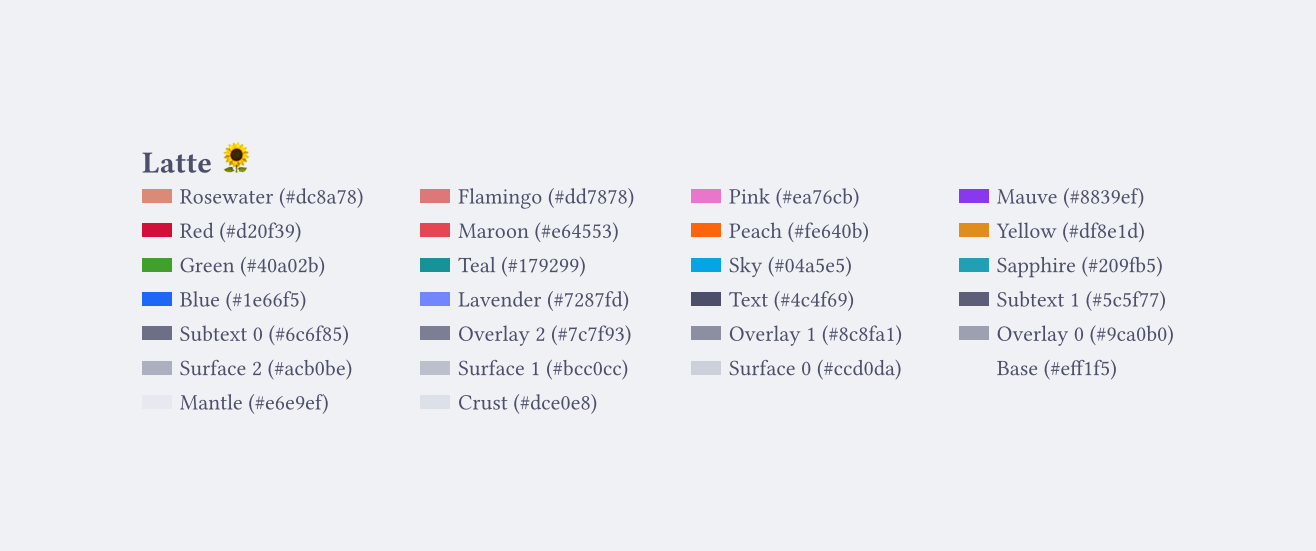 Latte 🌻
Rosewater (#dc8a78) Flamingo (#dd7878) Pink (#ea76cb) Mauve (#8839ef)
Red (#d20f39) Maroon (#e64553) Peach (#fe640b) Yellow (#df8e1d)
Green (#40a02b) Teal (#179299) Sky (#04a5e5) Sapphire (#209fb5)
Blue (#1e66f5) Lavender (#7287fd) Text (#4c4f69) Subtext 1 (#5c5f77)
Subtext 0 (#6c6f85) Overlay 2 (#7c7f93) Overlay 1 (#8c8fa1) Overlay 0 (#9ca0b0)
Surface 2 (#acb0be) Surface 1 (#bcc0cc) Surface 0 (#ccd0da) Base (#eff1f5)
Mantle (#e6e9ef) Crust (#dce0e8)